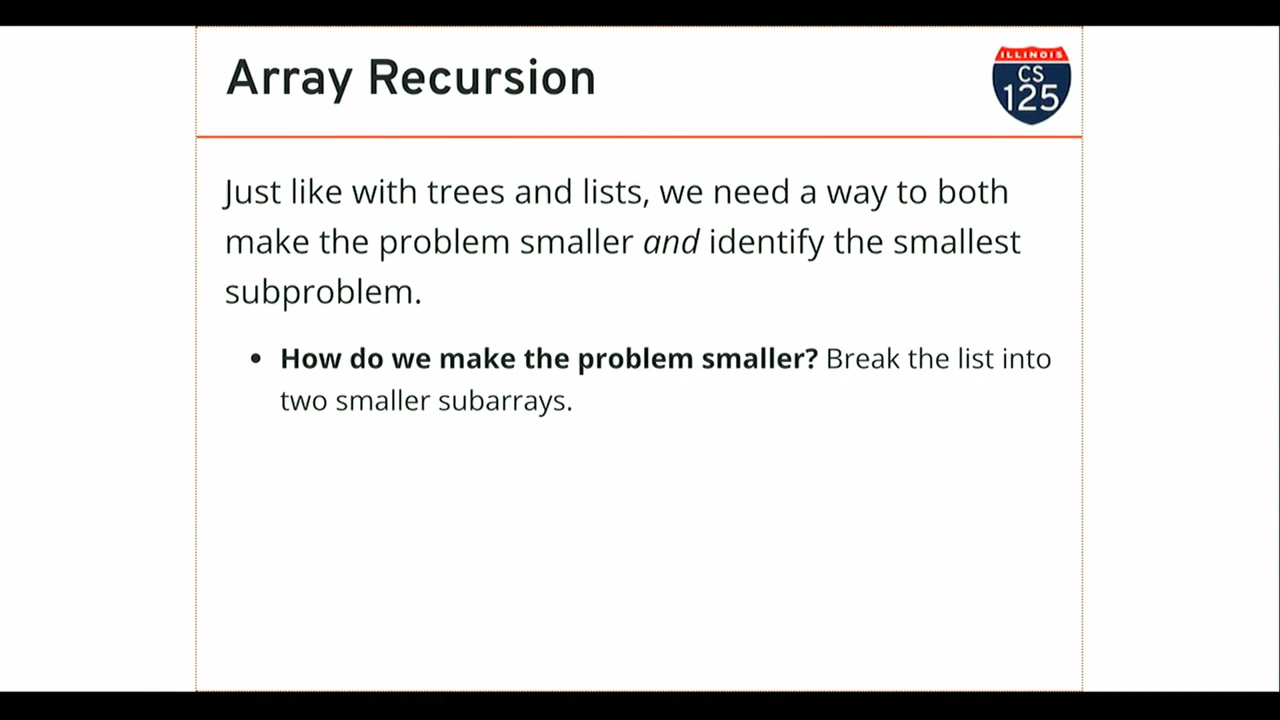 Array Recursion
ILLINOIS
CS
125
Just like with trees and lists, we need a way to both
make the problem smaller and identify the smallest
subproblem.
• How do we make the problem smaller? Break the list into
two smaller subarrays.